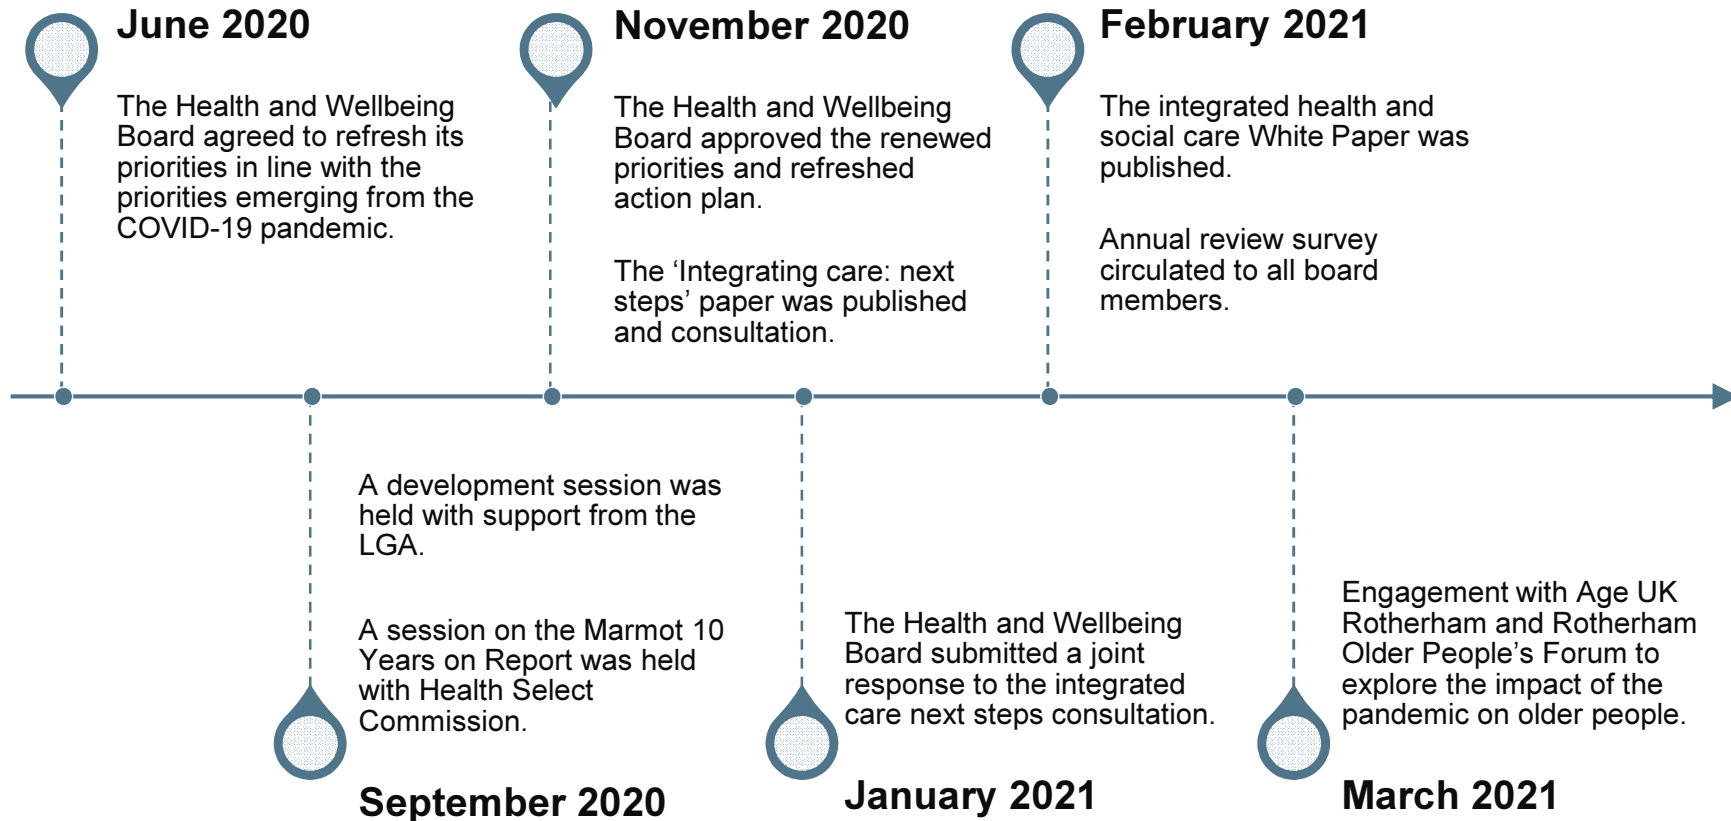 June 2020
The Health and Wellbeing
Board agreed to refresh its
priorities in line with the
priorities emerging from the
COVID-19 pandemic.
November 2020
The Health and Wellbeing
Board approved the renewed
priorities and refreshed
action plan.
The ‘Integrating care: next
steps’ paper was published
and consultation.
February 2021
The integrated health and
social care White Paper was
published.
Annual review survey
circulated to all board
members.
A development session was
held with support from the
LGA.
A session on the Marmot 10
Years on Report was held
with Health Select
Commission.
September 2020
The Health and Wellbeing
Board submitted a joint
response to the integrated
care next steps consultation.
January 2021
Engagement with Age UK
Rotherham and Rotherham
Older People’s Forum to
explore the impact of the
pandemic on older people.
March 2021